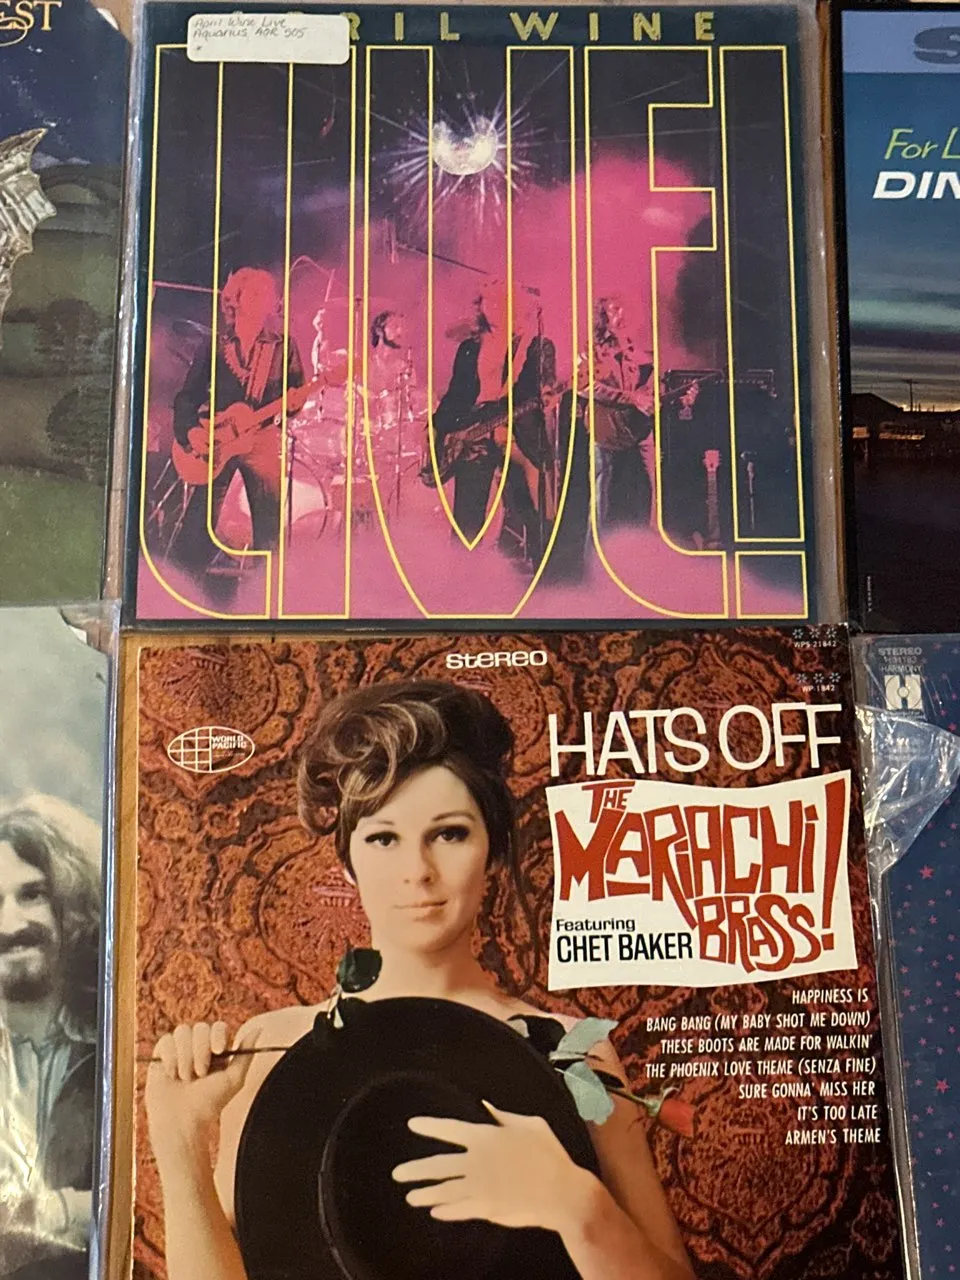 EST
April Wine Live
Aquarius AQR 505
*
RIL WINE
LIVE!
For L
DIN
STEREO
WORLD
PACIFIC
WPS-21842
WP-1842
HATS OFF
THE
MARiACHi
BRASS!
Featuring
CHET BAKER
HAPPINESS IS
BANG BANG (MY BABY SHOT ME DOWN)
THESE BOOTS ARE MADE FOR WALKIN'
THE PHOENIX LOVE THEME (SENZA FINE)
SURE GONNA' MISS HER
IT'S TOO LATE
ARMEN'S THEME
STEREO
HARMONY